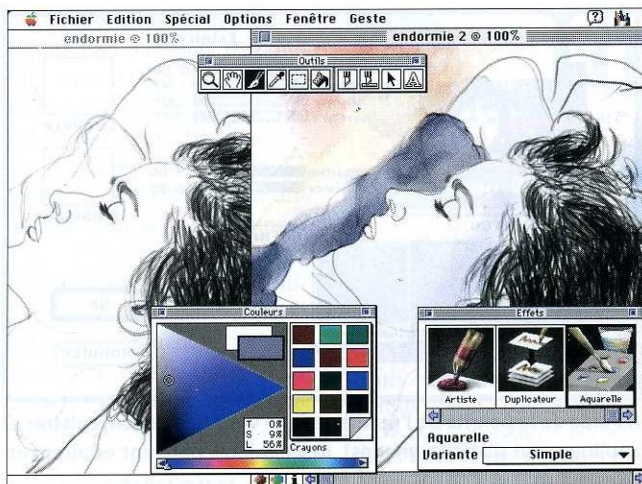 Fichier Edition Spécial Options Fenêtre Geste
endormie @ 100%
endormie 2 @ 100%
Outils
Couleurs
T 0%
S 9%
L 56%
Crayons
Effets
Artiste
Duplicateur
Aquarelle
Aquarelle
Variante Simple